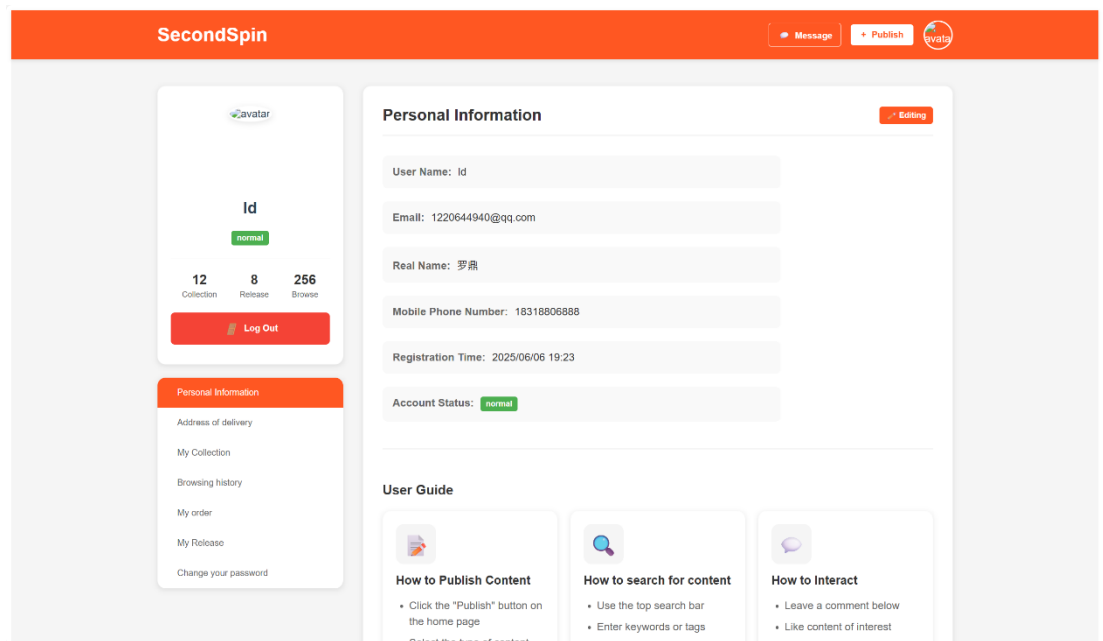 SecondSpin
Message
+ Publish
avata
avatar
ld
normal
12 8 256
Collection Release Browse
Log Out
Personal Information
Address of delivery
My Collection
Browsing history
My order
My Release
Change your password
Personal Information
Editing
User Name: ld
Email: 1220644940@qq.com
Real Name: 罗鼎
Mobile Phone Number: 18318806888
Registration Time: 2025/06/06 19:23
Account Status: normal
User Guide
How to Publish Content
• Click the "Publish" button on
the home page
• Select the type of content
How to search for content
• Use the top search bar
• Enter keywords or tags
How to Interact
• Leave a comment below
• Like content of interest